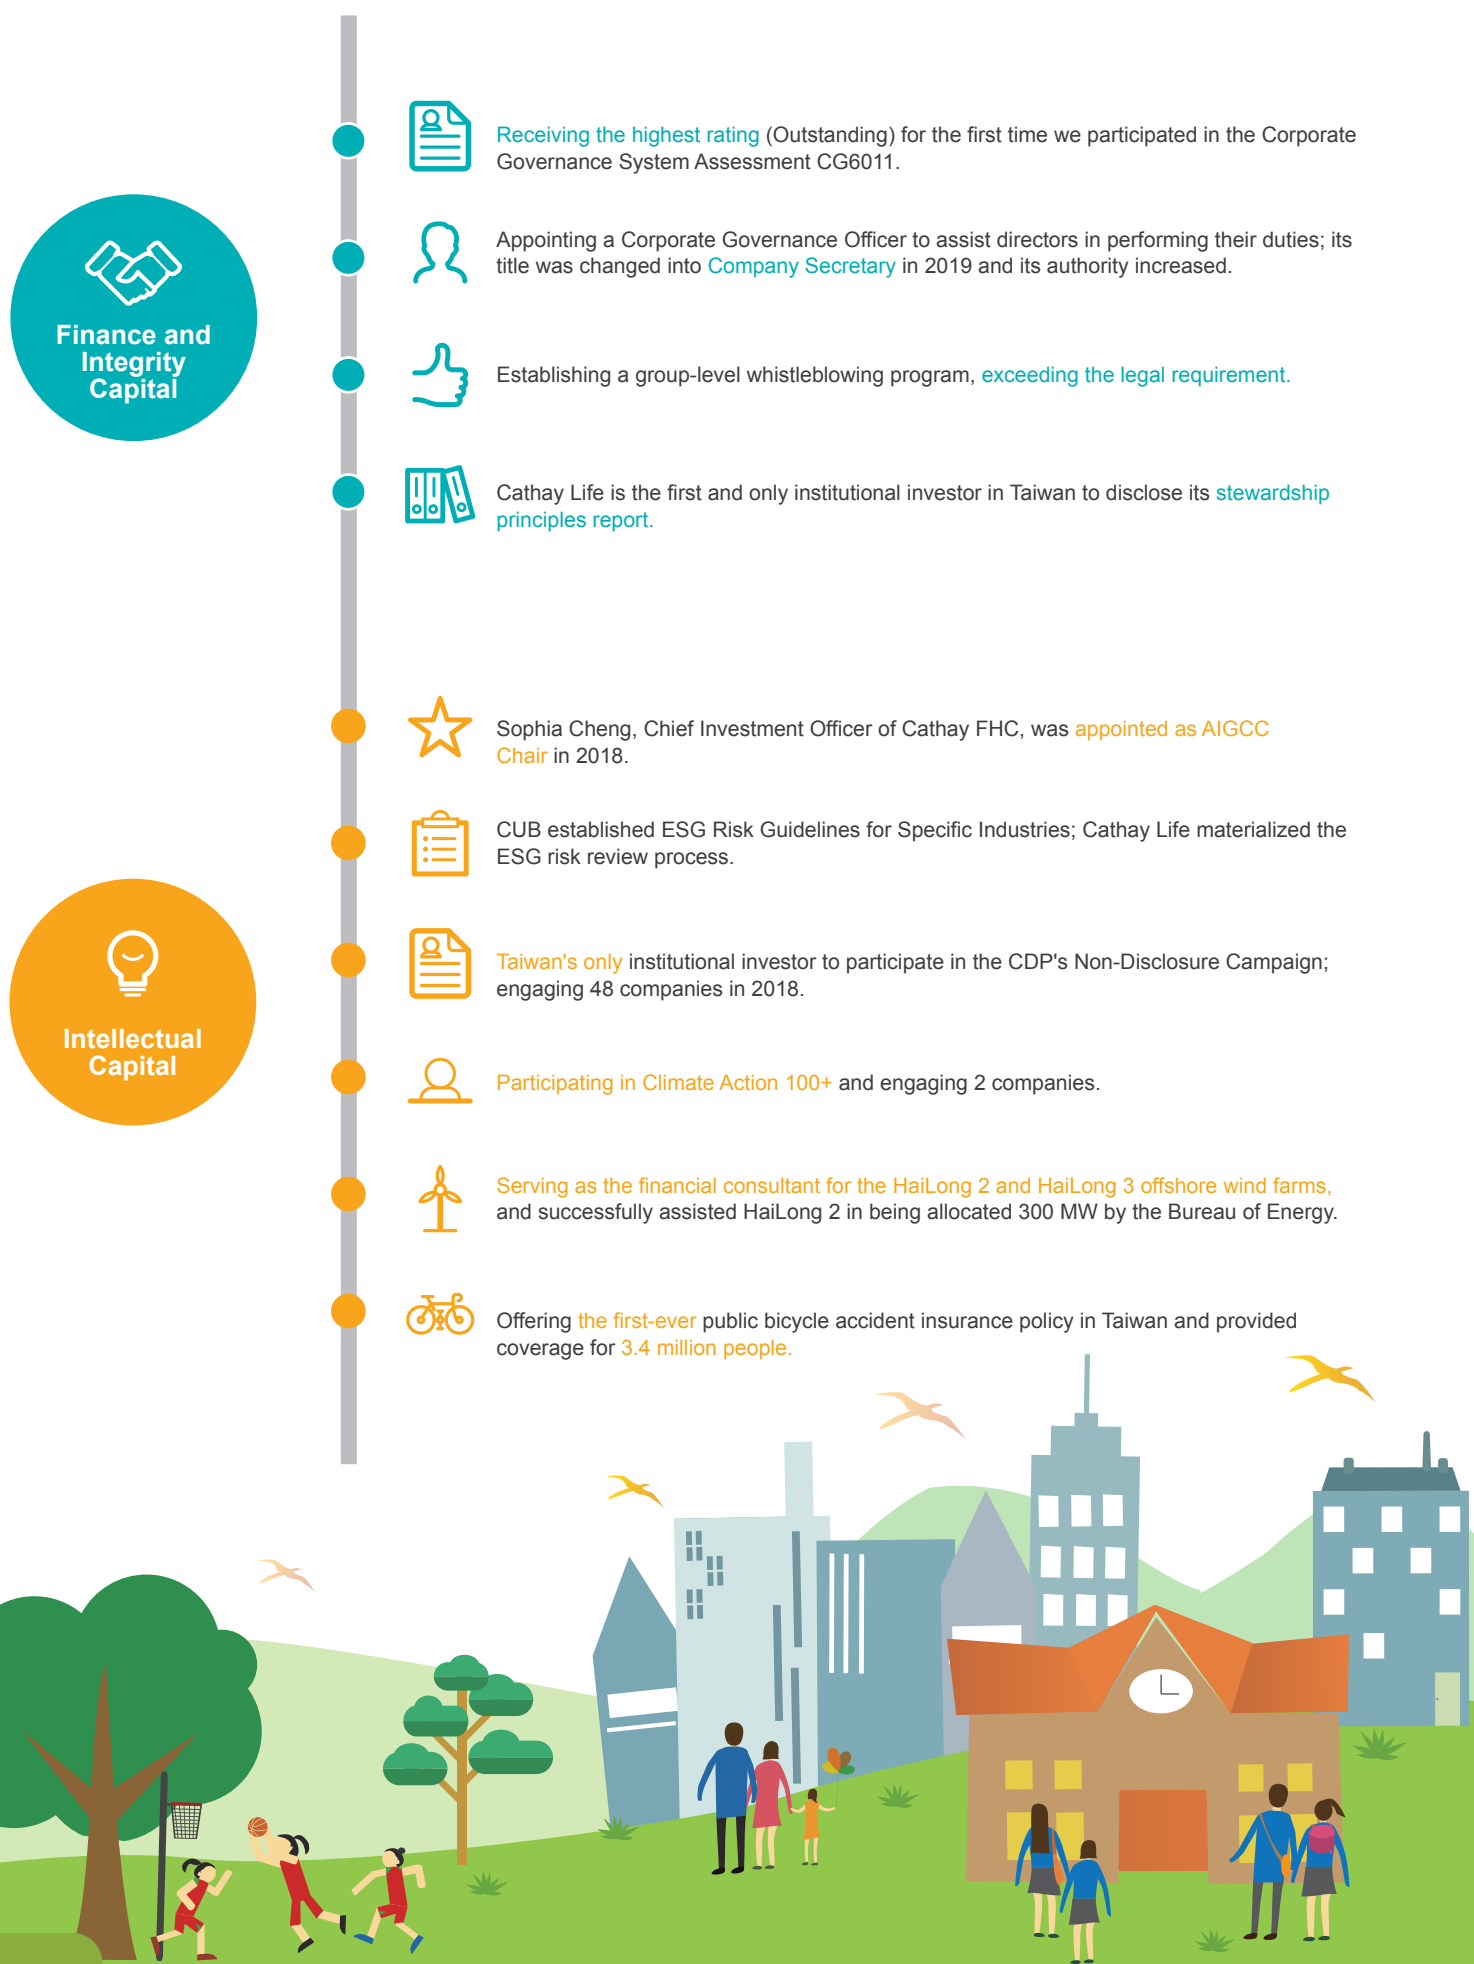 Receiving the highest rating (Outstanding) for the first time we participated in the Corporate
Governance System Assessment CG6011.
Appointing a Corporate Governance Officer to assist directors in performing their duties; its
title was changed into Company Secretary in 2019 and its authority increased.
Finance and
Integrity
Capital
Establishing a group-level whistleblowing program, exceeding the legal requirement.
Cathay Life is the first and only institutional investor in Taiwan to disclose its stewardship
principles report.
Sophia Cheng, Chief Investment Officer of Cathay FHC, was appointed as AIGCC
Chair in 2018.
CUB established ESG Risk Guidelines for Specific Industries; Cathay Life materialized the
ESG risk review process.
Taiwan's only institutional investor to participate in the CDP's Non-Disclosure Campaign;
engaging 48 companies in 2018.
Intellectual
Capital
Participating in Climate Action 100+ and engaging 2 companies.
Serving as the financial consultant for the HaiLong 2 and HaiLong 3 offshore wind farms,
and successfully assisted HaiLong 2 in being allocated 300 MW by the Bureau of Energy.
Offering the first-ever public bicycle accident insurance policy in Taiwan and provided
coverage for 3.4 million people.